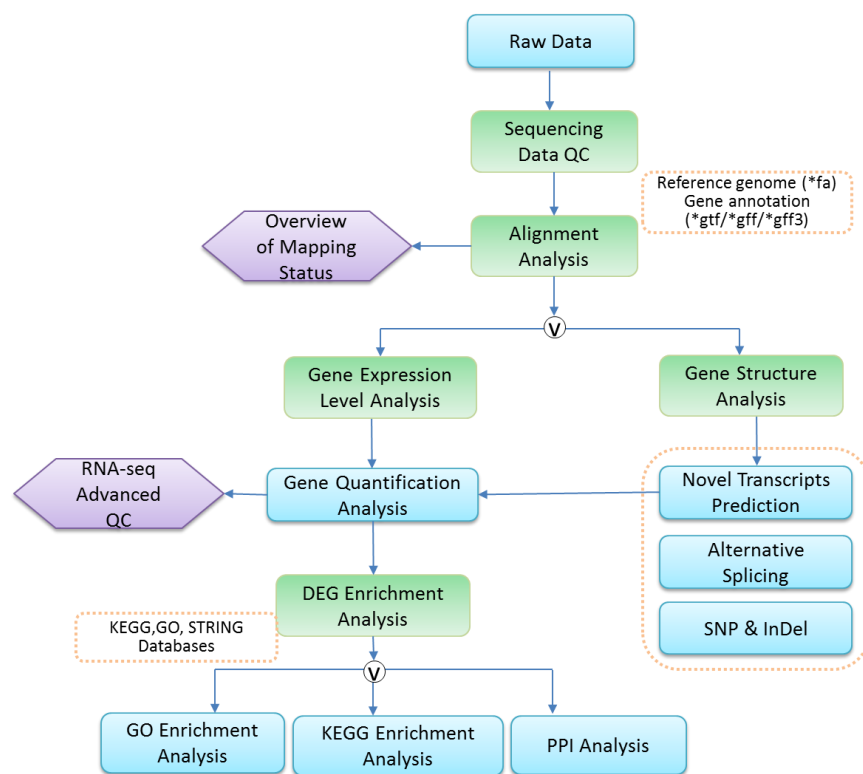 Raw Data
Sequencing
Data QC
Reference genome (*fa)
Gene annotation
(*gtf/*gff/*gff3)
Overview
of Mapping
Status
Alignment
Analysis
V
Gene Expression
Level Analysis
Gene Structure
Analysis
RNA-seq
Advanced
QC
Gene Quantification
Analysis
Novel Transcripts
Prediction
Alternative
Splicing
DEG Enrichment
Analysis
SNP & InDel
KEGG,GO, STRING
Databases
V
GO Enrichment
Analysis
KEGG Enrichment
Analysis
PPI Analysis